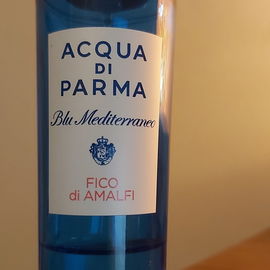 ACQUA
DI
PARMA
Blu Mediterraneo
FICO
di AMALFI